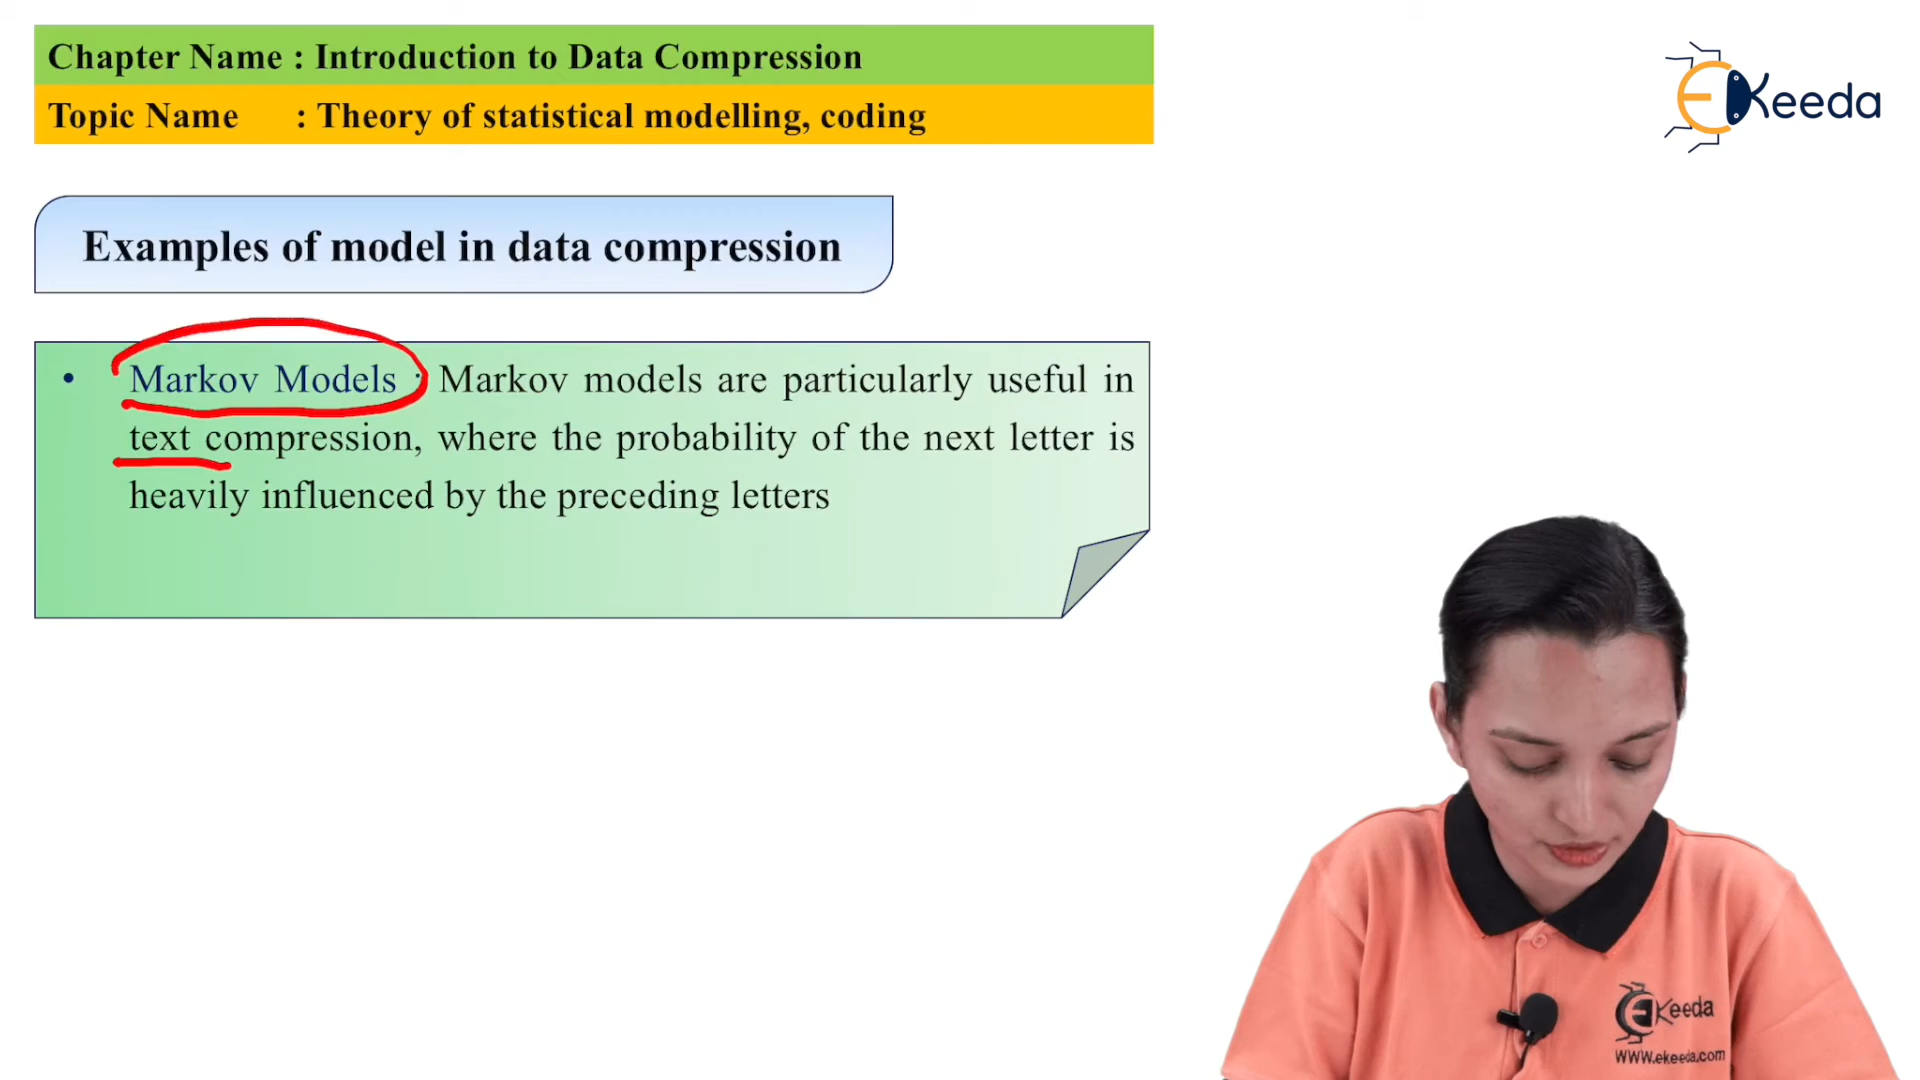 Chapter Name : Introduction to Data Compression
Topic Name : Theory of statistical modelling, coding
EKeeda
Examples of model in data compression
• Markov Models : Markov models are particularly useful in
text compression, where the probability of the next letter is
heavily influenced by the preceding letters
EKeeda
WWW.ekeeda.com